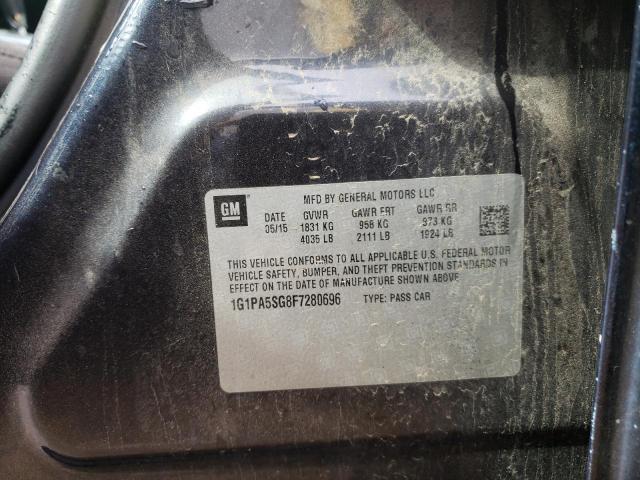 GM
MFD BY GENERAL MOTORS LLC
DATE GVWR GAWR FRT GAWR RR
05/15 1831 KG 958 KG 973 KG
4035 LB 2111 LB 1924 LB
THIS VEHICLE CONFORMS TO ALL APPLICABLE U.S. FEDERAL MOTOR
VEHICLE SAFETY, BUMPER, AND THEFT PREVENTION STANDARDS IN
EFFECT ON THE DATE OF MANUFACTURE SHOWN ABOVE.
1G1PA5SG8F7280696 TYPE: PASS CAR